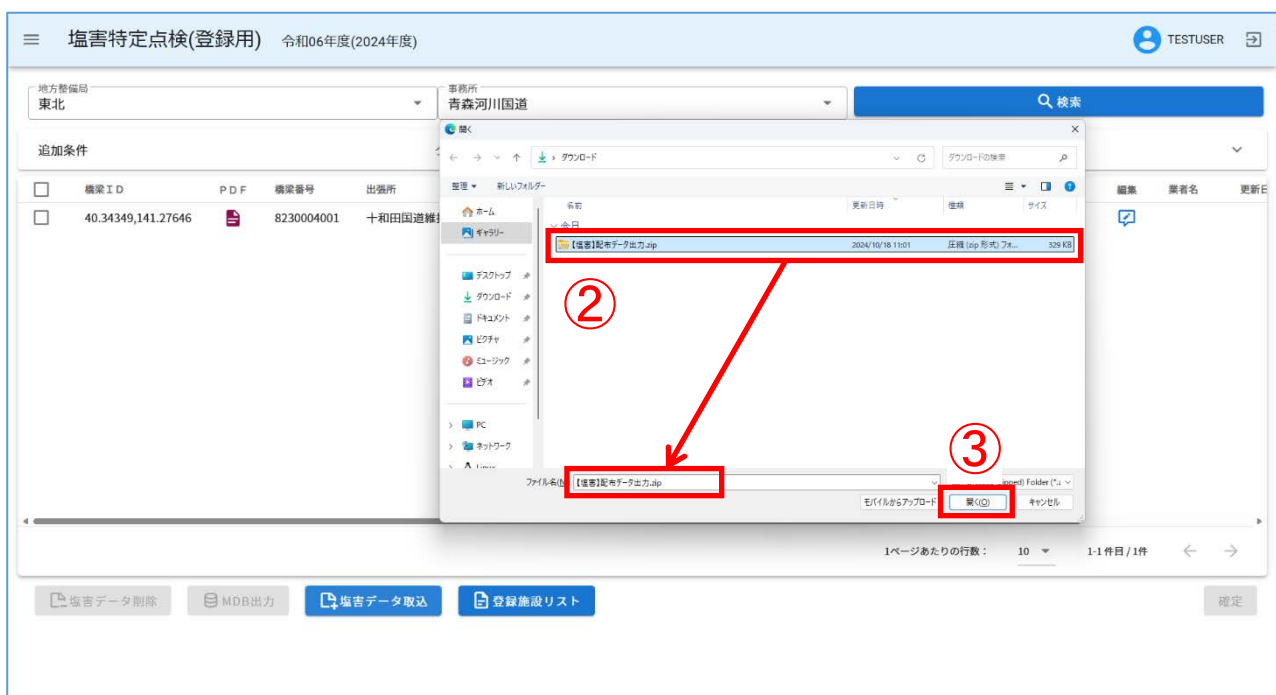 塩害特定点検(登録用) 令和06年度(2024年度) TESTUSER
地方整備局 事務所
東北 青森河川国道 検索
追加条件
開く
ダウンロード ダウンロードの検索
整理 新しいフォルダー
橋梁ＩＤ ＰＤＦ 橋梁番号 出張所 編集 業者名 更新日
40.34349,141.27646 8230004001 十和田国道維
ホーム
ギャラリー
デスクトップ
ダウンロード
ドキュメント
ピクチャ
ミュージック
ビデオ
PC
ネットワーク
Linux
名前 更新日時 種類 サイズ
今日
【塩害】配布データ出力.zip 2024/10/18 11:01 圧縮 (zip 形式) フォ... 329 KB
②
③
ファイル名(N 【塩害】配布データ出力.zip pped) Folder (*.z
モバイルからアップロード 開く(O) キャンセル
1ページあたりの行数： 10 1-1 件目 / 1件
塩害データ削除 MDB出力 塩害データ取込 登録施設リスト 確定